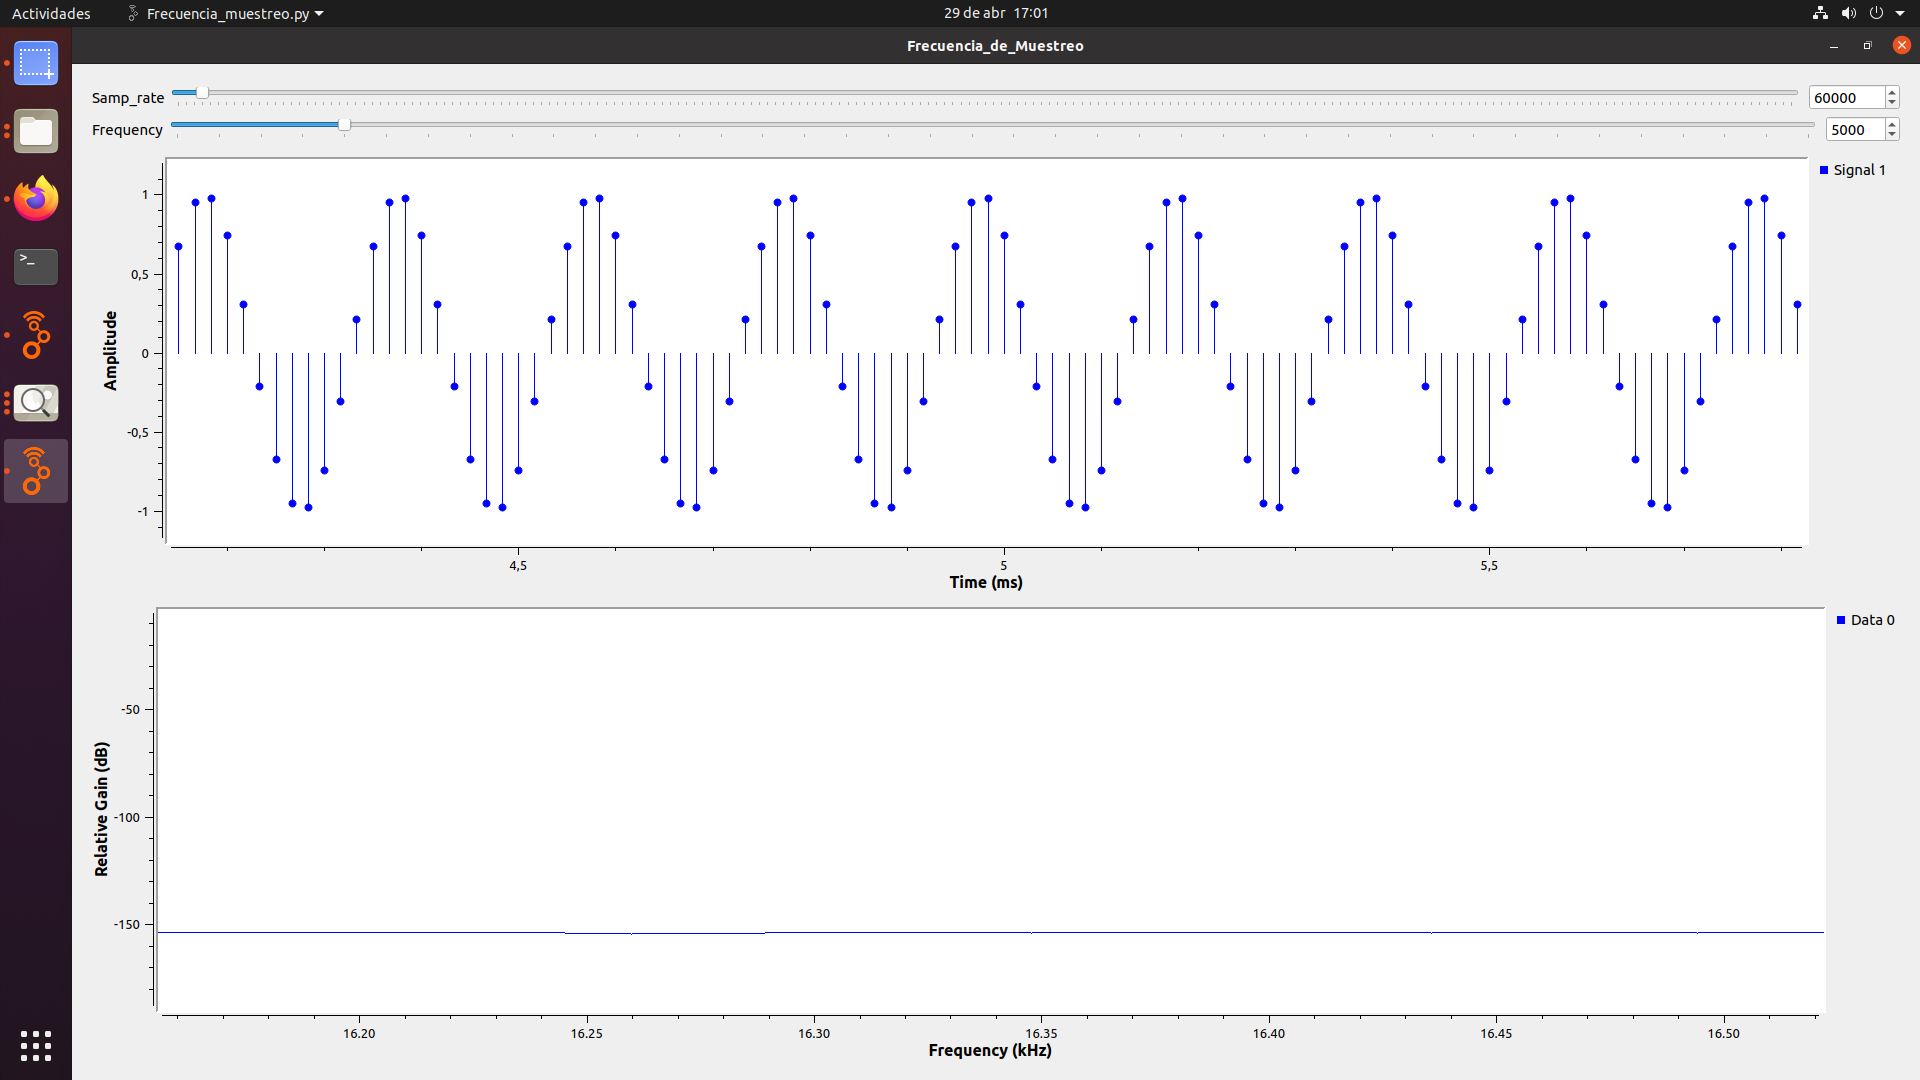 Actividades Frecuencia_muestreo.py 29 de abr 17:01
Frecuencia_de_Muestreo
Samp_rate 60000
Frequency 5000
Signal 1
1
0,5
0
-0,5
-1
Amplitude
4,5 5 5,5
Time (ms)
Data 0
-50
-100
-150
Relative Gain (dB)
16.20 16.25 16.30 16.35 16.40 16.45 16.50
Frequency (kHz)
>_